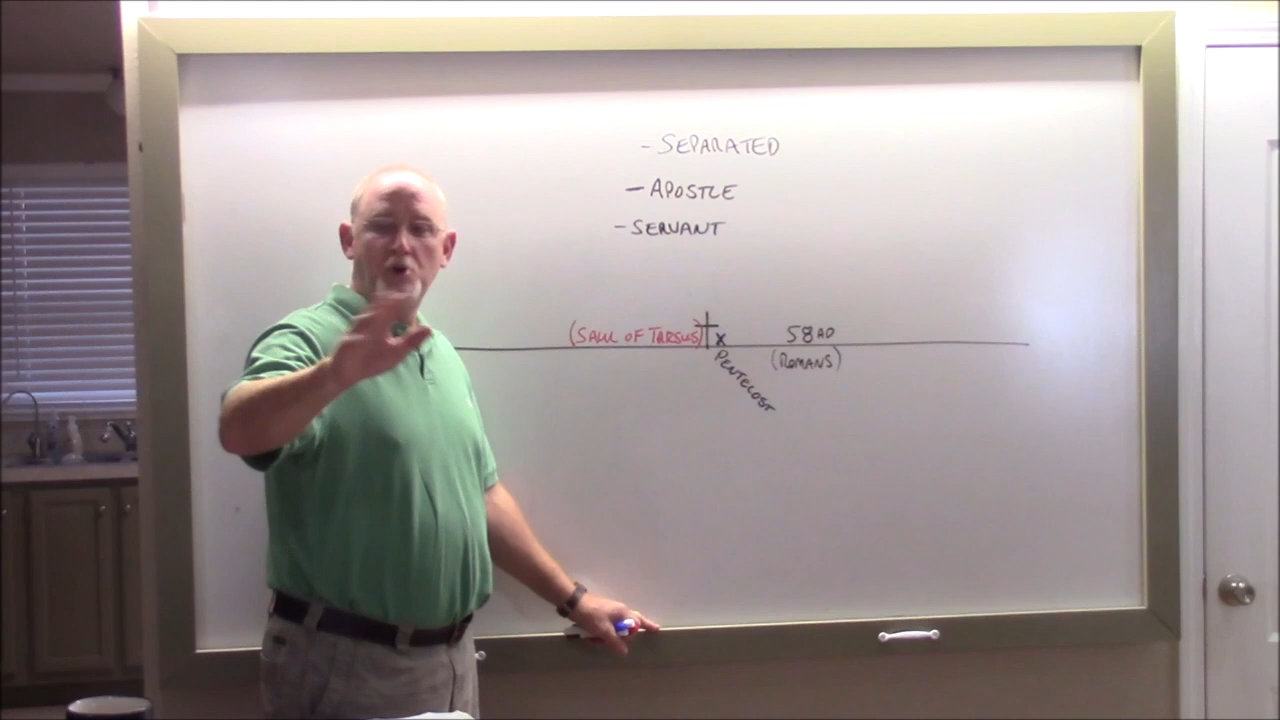 - SEPARATED
- APOSTLE
- SERVANT
(SAUL OF TARSUS)
x
58 AD
(ROMANS)
PENTECOST